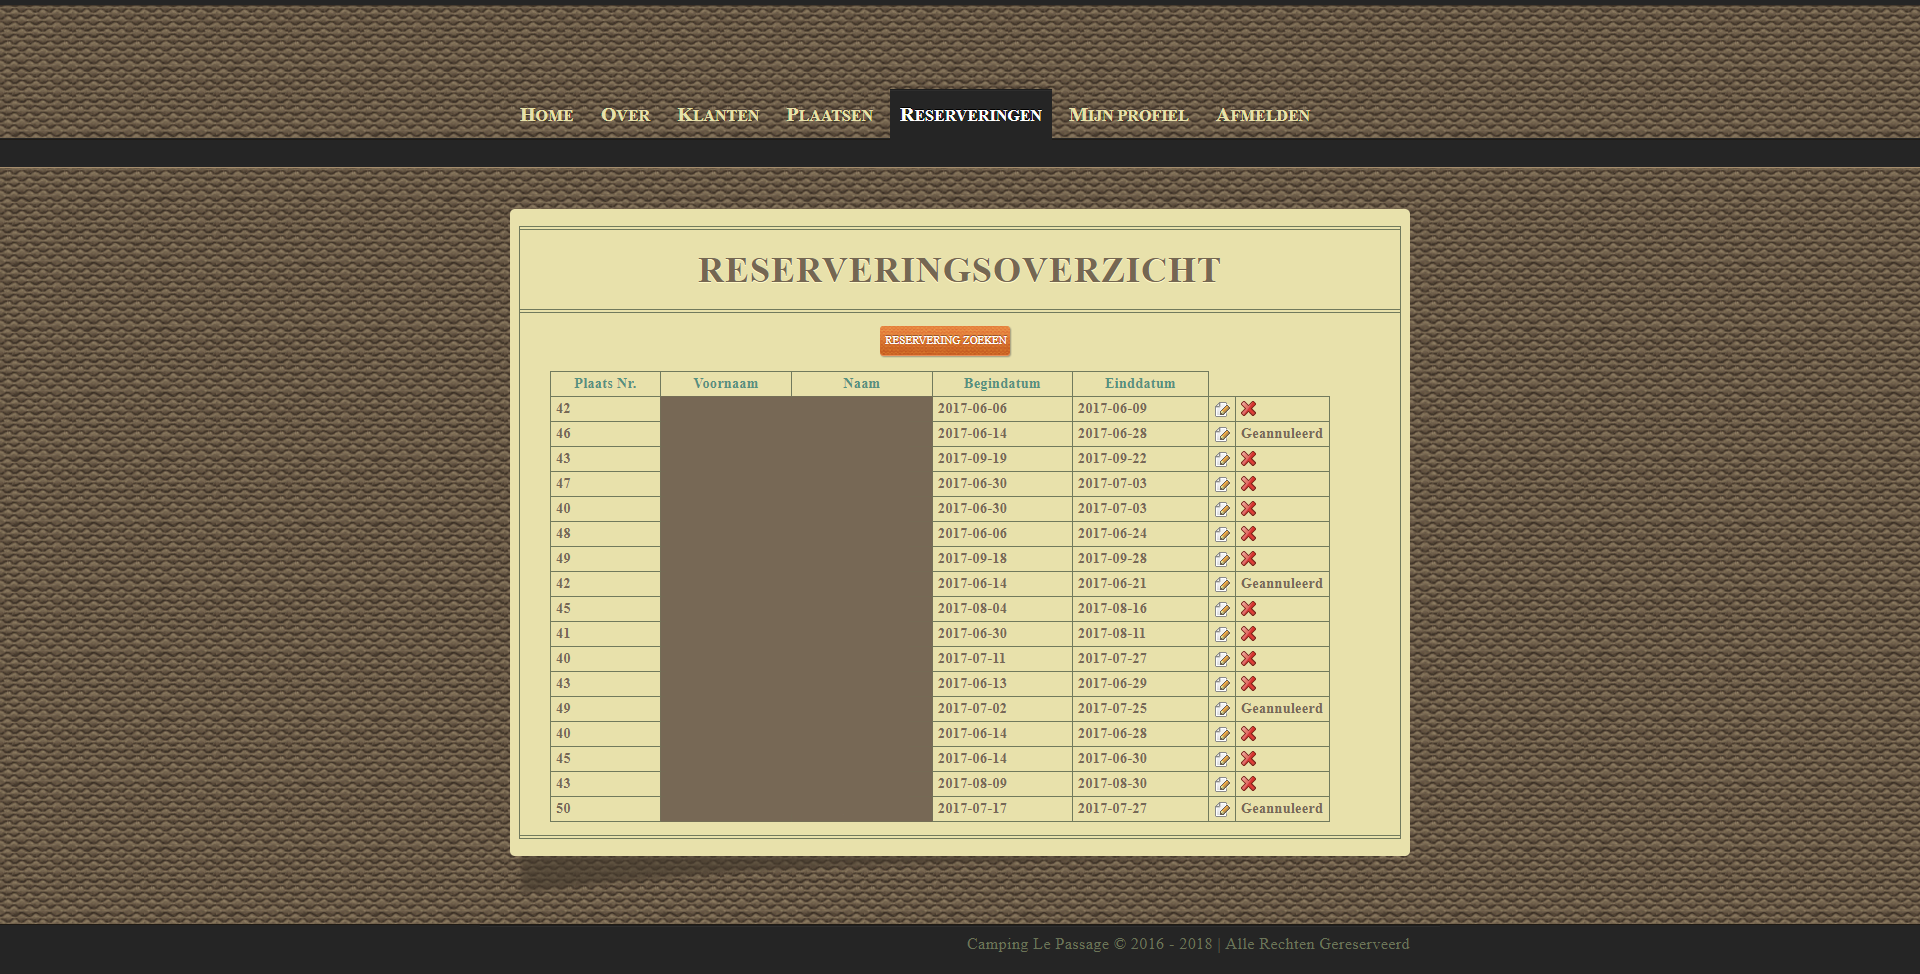 Home Over Klanten Plaatsen Reserveringen Mijn profiel Afmelden
RESERVERINGSOVERZICHT
RESERVERING ZOEKEN
Plaats Nr. Voornaam Naam Begindatum Einddatum
42 2017-06-06 2017-06-09
46 2017-06-14 2017-06-28 Geannuleerd
43 2017-09-19 2017-09-22
47 2017-06-30 2017-07-03
40 2017-06-30 2017-07-03
48 2017-06-06 2017-06-24
49 2017-09-18 2017-09-28
42 2017-06-14 2017-06-21 Geannuleerd
45 2017-08-04 2017-08-16
41 2017-06-30 2017-08-11
40 2017-07-11 2017-07-27
43 2017-06-13 2017-06-29
49 2017-07-02 2017-07-25 Geannuleerd
40 2017-06-14 2017-06-28
45 2017-06-14 2017-06-30
43 2017-08-09 2017-08-30
50 2017-07-17 2017-07-27 Geannuleerd
Camping Le Passage © 2016 - 2018 | Alle Rechten Gereserveerd